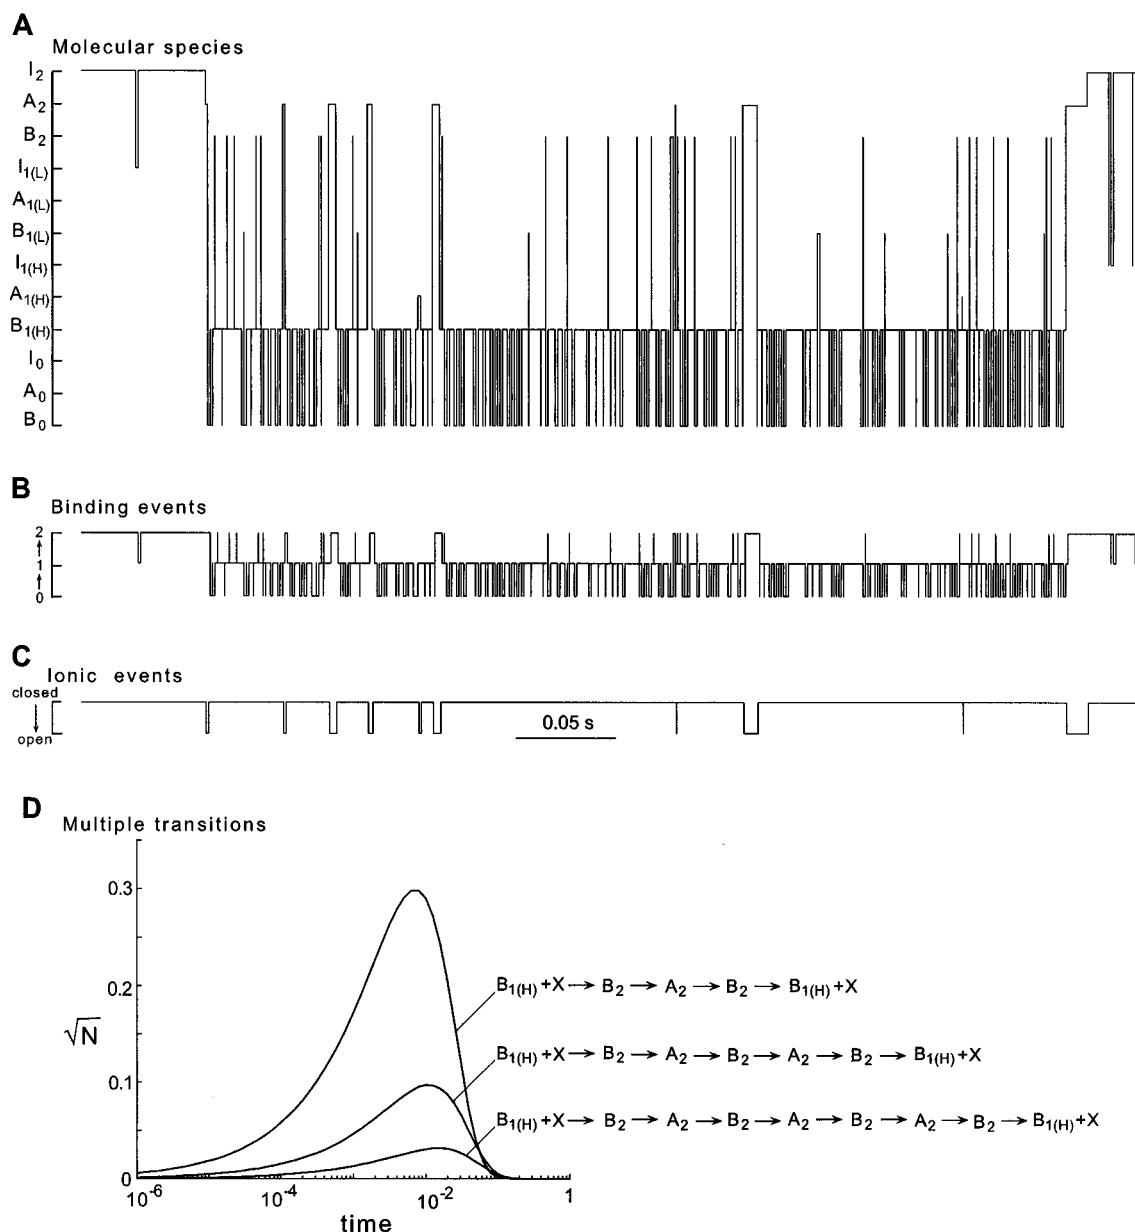 A
Molecular species
I2
A2
B2
I1(L)
A1(L)
B1(L)
I1(H)
A1(H)
B1(H)
I0
A0
B0
B
Binding events
2
1
0
C
Ionic events
closed
open
0.05 s
D
Multiple transitions
0.3
0.2
0.1
0
√N
B1(H)+X→B2→A2→B2→B1(H)+X
B1(H)+X→B2→A2→B2→A2→B2→B1(H)+X
B1(H)+X→B2→A2→B2→A2→B2→A2→B2→B1(H)+X
10-6 10-4 10-2 1
time